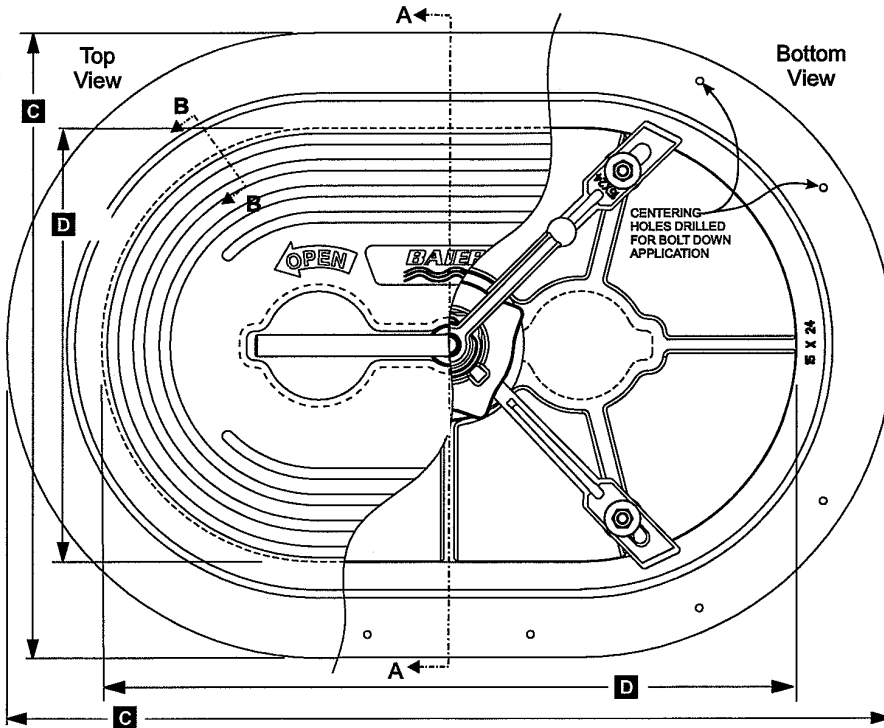 A
Top
View
Bottom
View
C
B
D
B
CENTERING
HOLES DRILLED
FOR BOLT DOWN
APPLICATION
OPEN
15 X 24
A
D
C